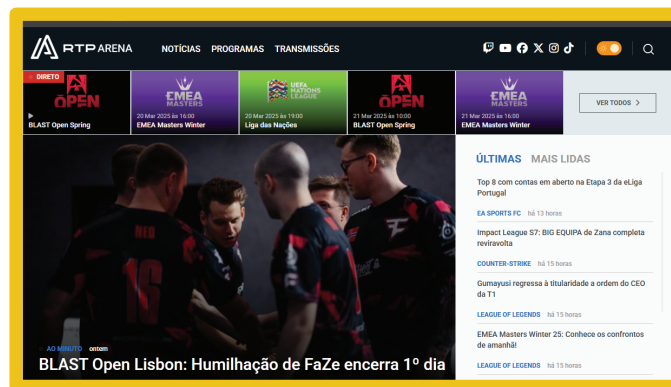 RTP ARENA
NOTÍCIAS PROGRAMAS TRANSMISSÕES
DIRETO
ŌPEN
BLAST Open Spring
EMEA
MASTERS
20 Mar 2025 às 16:00
EMEA Masters Winter
UEFA
NATIONS
LEAGUE
20 Mar 2025 às 19:00
Liga das Nações
ŌPEN
21 Mar 2025 às 10:00
BLAST Open Spring
EMEA
MASTERS
21 Mar 2025 às 16:00
EMEA Masters Winter
VER TODOS >
NEO
16
AO MINUTO ontem
BLAST Open Lisbon: Humilhação de FaZe encerra 1º dia
ÚLTIMAS MAIS LIDAS
Top 8 com contas em aberto na Etapa 3 da eLiga
Portugal
EA SPORTS FC há 13 horas
Impact League S7: BIG EQUIPA de Zana completa
reviravolta
COUNTER-STRIKE há 15 horas
Gumayusi regressa à titularidade a ordem do CEO
da T1
LEAGUE OF LEGENDS há 15 horas
EMEA Masters Winter 25: Conhece os confrontos
de amanhã!
LEAGUE OF LEGENDS há 15 horas